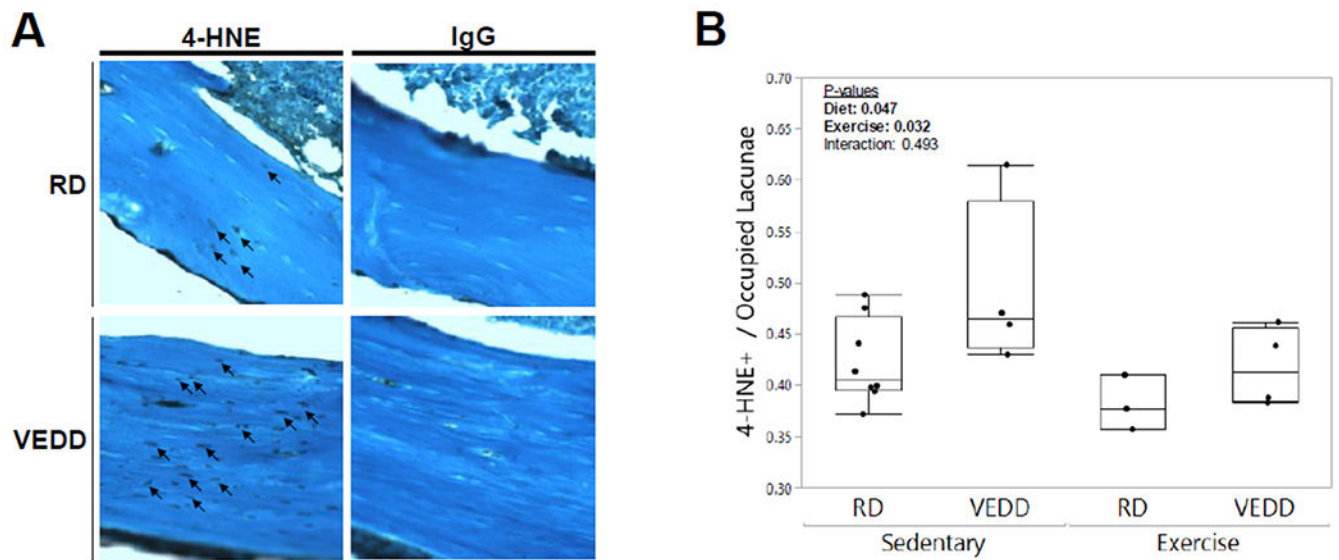 A
4-HNE
IgG
RD
VEDD
B
0.70
0.65
0.60
0.55
0.50
0.45
0.40
0.35
0.30
4-HNE+ / Occupied Lacunae
P-values
Diet: 0.047
Exercise: 0.032
Interaction: 0.493
RD
VEDD
RD
VEDD
Sedentary
Exercise